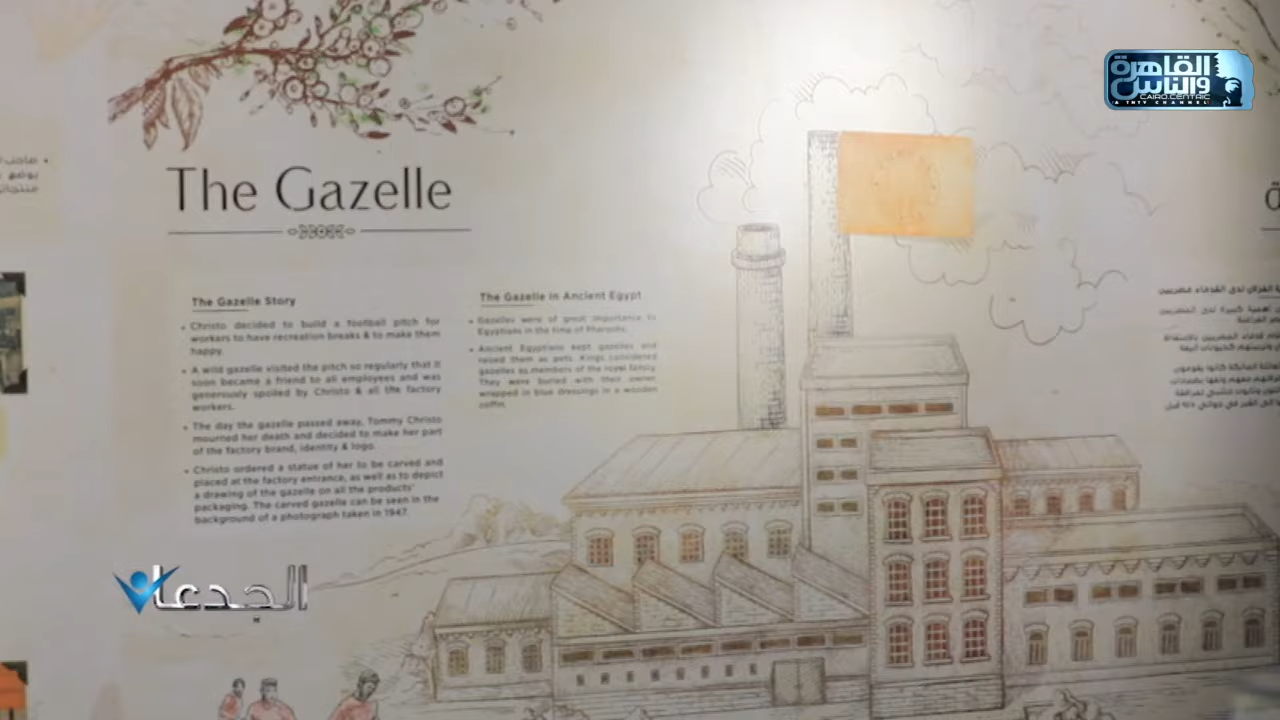 القاهرة
والناس
CAIRO.CENTRIC
A TNTV CHANNEL
The Gazelle
The Gazelle Story
• Christo decided to build a football pitch for
workers to have recreation breaks & to make them
happy.
• A wild gazelle visited the pitch so regularly that it
soon became a friend to all employees and was
generously spoiled by Christo & all the factory
workers.
• The day the gazelle passed away, Tommy Christo
mourned her death and decided to make her part
of the factory brand, identity & logo.
• Christo ordered a statue of her to be carved and
placed at the factory entrance, as well as to depict
a drawing of the gazelle on all the products'
packaging. The carved gazelle can be seen in the
background of a photograph taken in 1947.
The Gazelle in Ancient Egypt
• Gazelles were of great importance to
Egyptians in the time of Pharaohs.
• Ancient Egyptians kept gazelles and
raised them as pets. Kings considered
gazelles as members of the royal family.
They were buried with their owner
wrapped in blue dressings in a wooden
coffin.
الجدعان